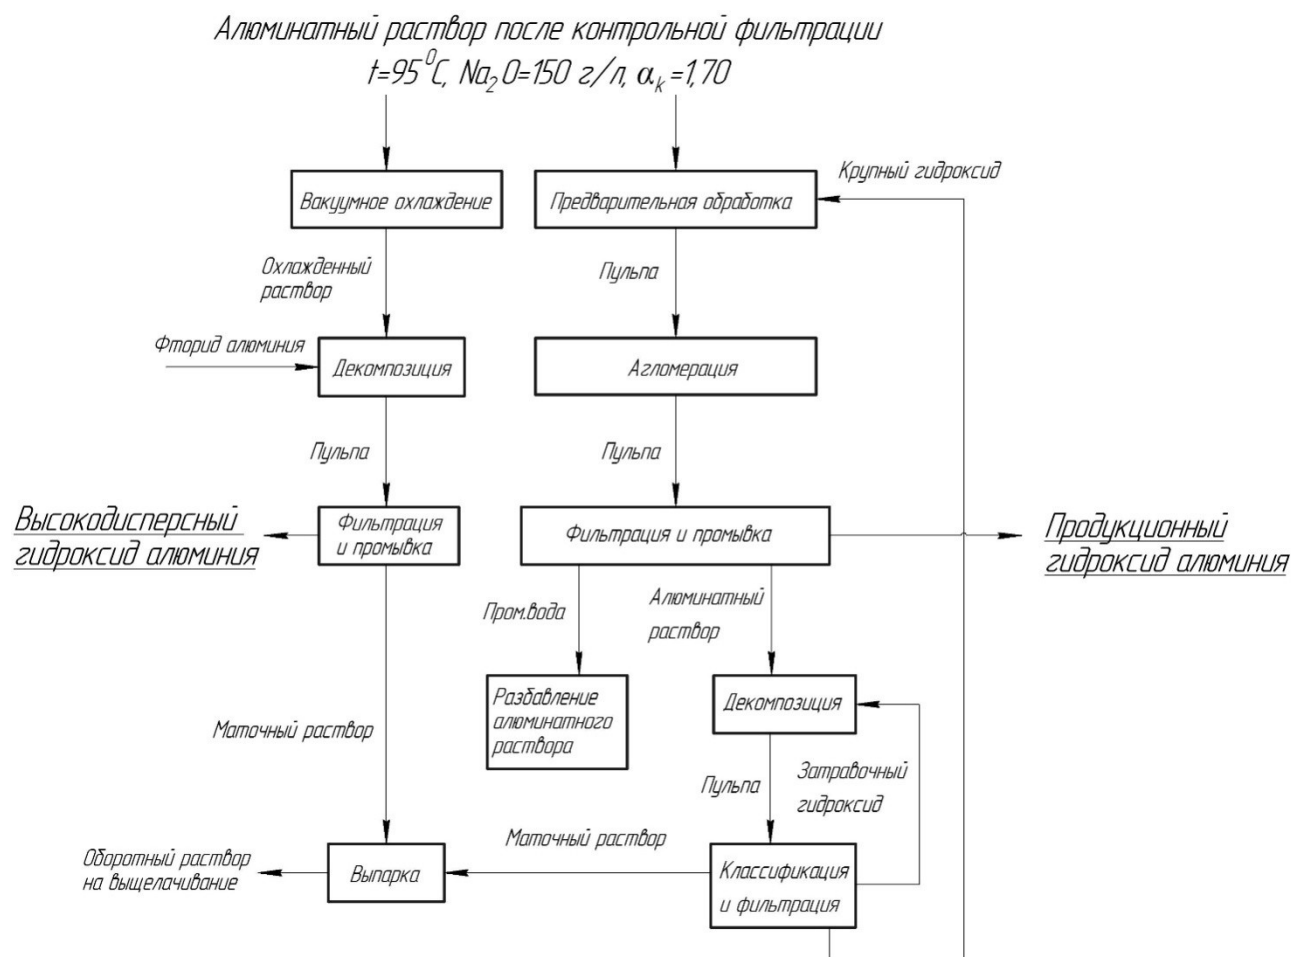 Алюминатный раствор после контрольной фильтрации
t=95⁰C, Na₂O=150 г/л, αₖ=1,70
Крупный гидроксид
Вакуумное охлаждение
Предварительная обработка
Охлажденный
раствор
Пульпа
Фторид алюминия
Декомпозиция
Агломерация
Пульпа
Пульпа
Высокодисперсный
гидроксид алюминия
Фильтрация
и промывка
Фильтрация и промывка
Продукционный
гидроксид алюминия
Пром.вода
Алюминатный
раствор
Разбавление
алюминатного
раствора
Декомпозиция
Маточный раствор
Пульпа
Затравочный
гидроксид
Маточный раствор
Оборотный раствор
на выщелачивание
Выпарка
Классификация
и фильтрация